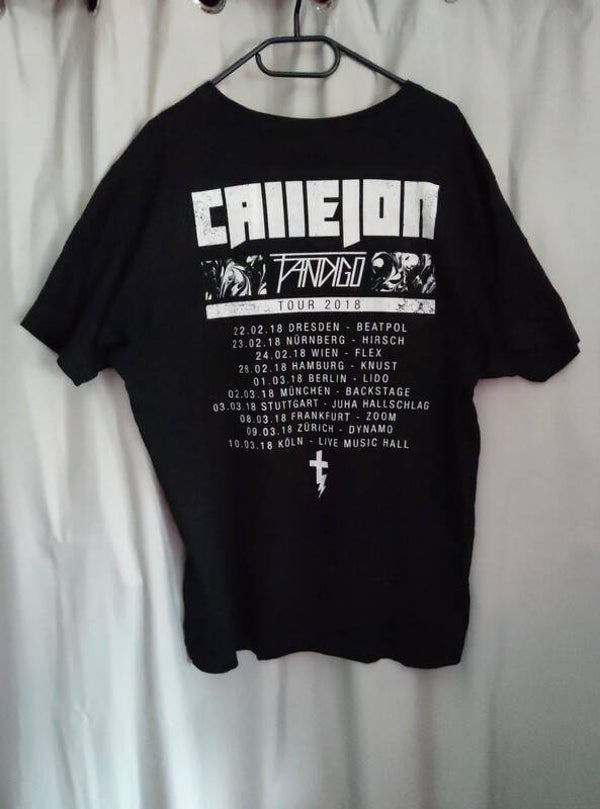 CALLEJON
FANDIGO
TOUR 2018
22.02.18 DRESDEN - BEATPOL
23.02.18 NÜRNBERG - HIRSCH
24.02.18 WIEN - FLEX
28.02.18 HAMBURG - KNUST
01.03.18 BERLIN - LIDO
02.03.18 MÜNCHEN - BACKSTAGE
03.03.18 STUTTGART - JUHA HALLSCHLAG
08.03.18 FRANKFURT - ZOOM
09.03.18 ZÜRICH - DYNAMO
10.03.18 KÖLN - LIVE MUSIC HALL